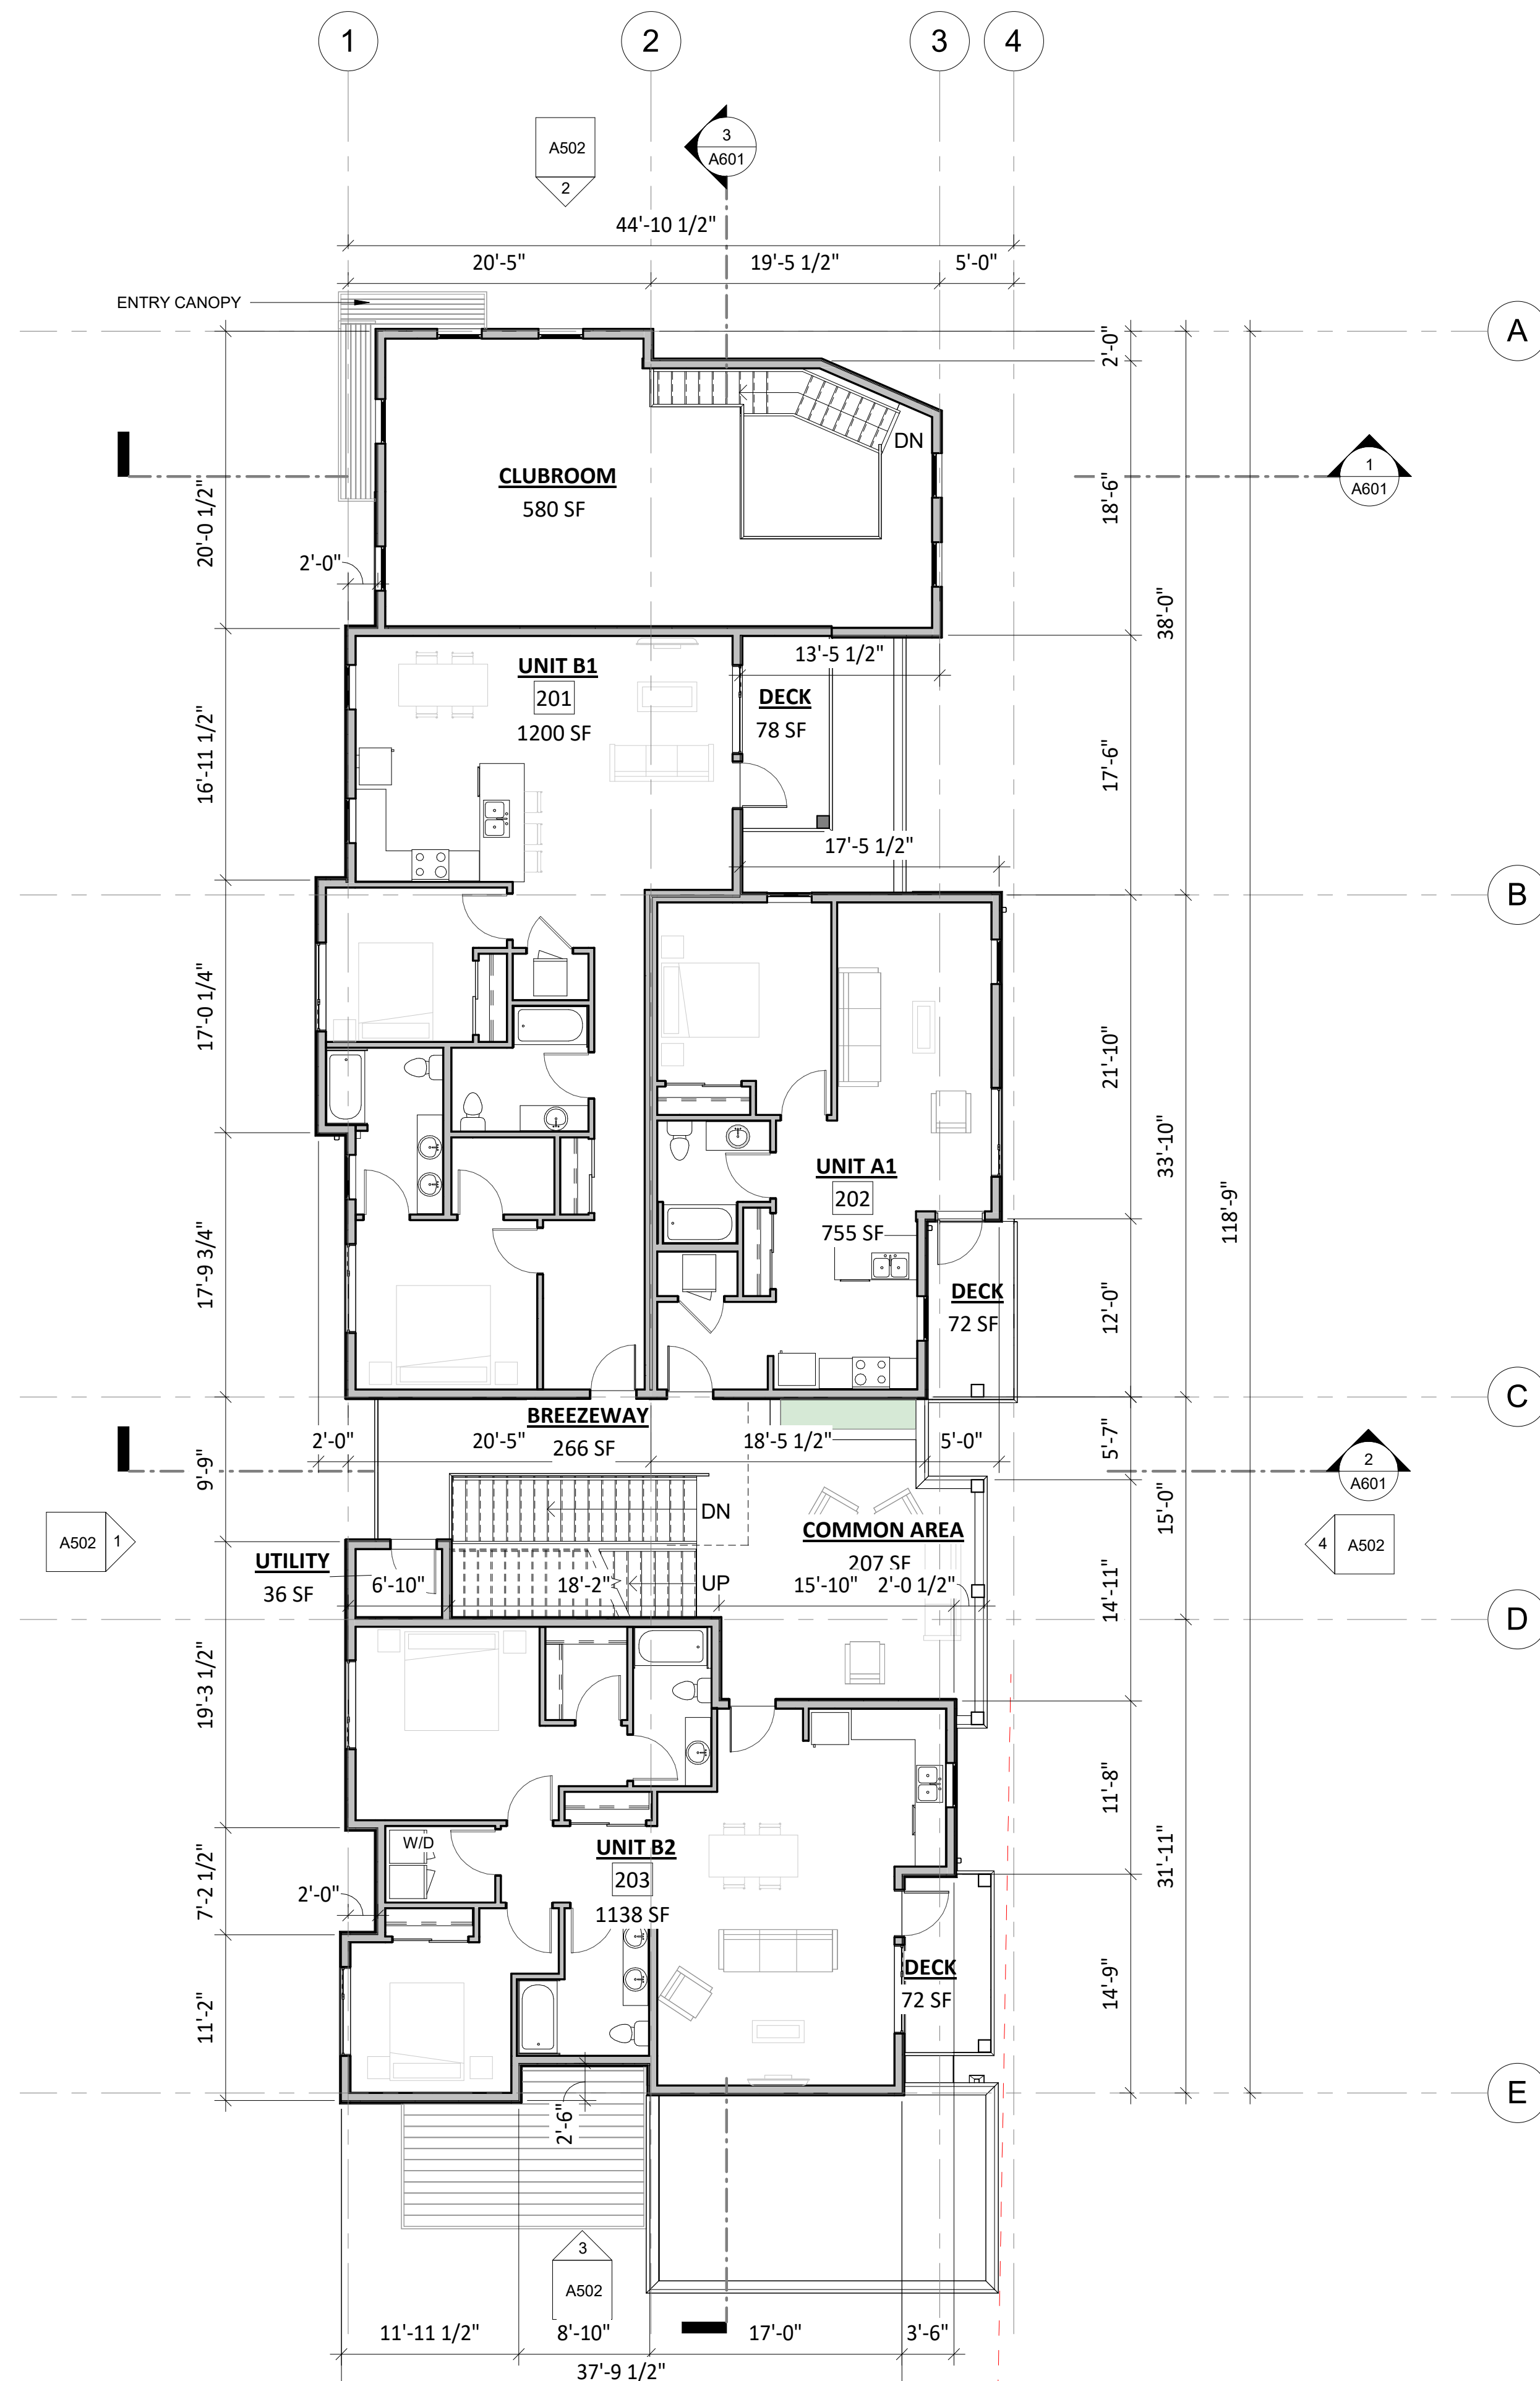 1
2
3
4
3
A601
A502
2
44'-10 1/2"
20'-5"
19'-5 1/2"
5'-0"
ENTRY CANOPY
A
2'-0"
DN
CLUBROOM
580 SF
1
A601
18'-6"
20'-0 1/2"
2'-0"
38'-0"
13'-5 1/2"
UNIT B1
201
1200 SF
DECK
78 SF
16'-11 1/2"
17'-6"
17'-5 1/2"
B
17'-0 1/4"
21'-10"
33'-10"
UNIT A1
202
755 SF
118'-9"
17'-9 3/4"
DECK
72 SF
12'-0"
C
BREEZEWAY
266 SF
2'-0"
20'-5"
18'-5 1/2"
5'-0"
5'-7"
9'-9"
2
A601
DN
15'-0"
A502
1
COMMON AREA
207 SF
4
A502
UTILITY
36 SF
6'-10"
18'-2"
UP
15'-10"
2'-0 1/2"
14'-11"
D
19'-3 1/2"
11'-8"
W/D
UNIT B2
203
1138 SF
31'-11"
7'-2 1/2"
2'-0"
DECK
72 SF
11'-2"
14'-9"
E
2'-6"
3
A502
11'-11 1/2"
8'-10"
17'-0"
3'-6"
37'-9 1/2"